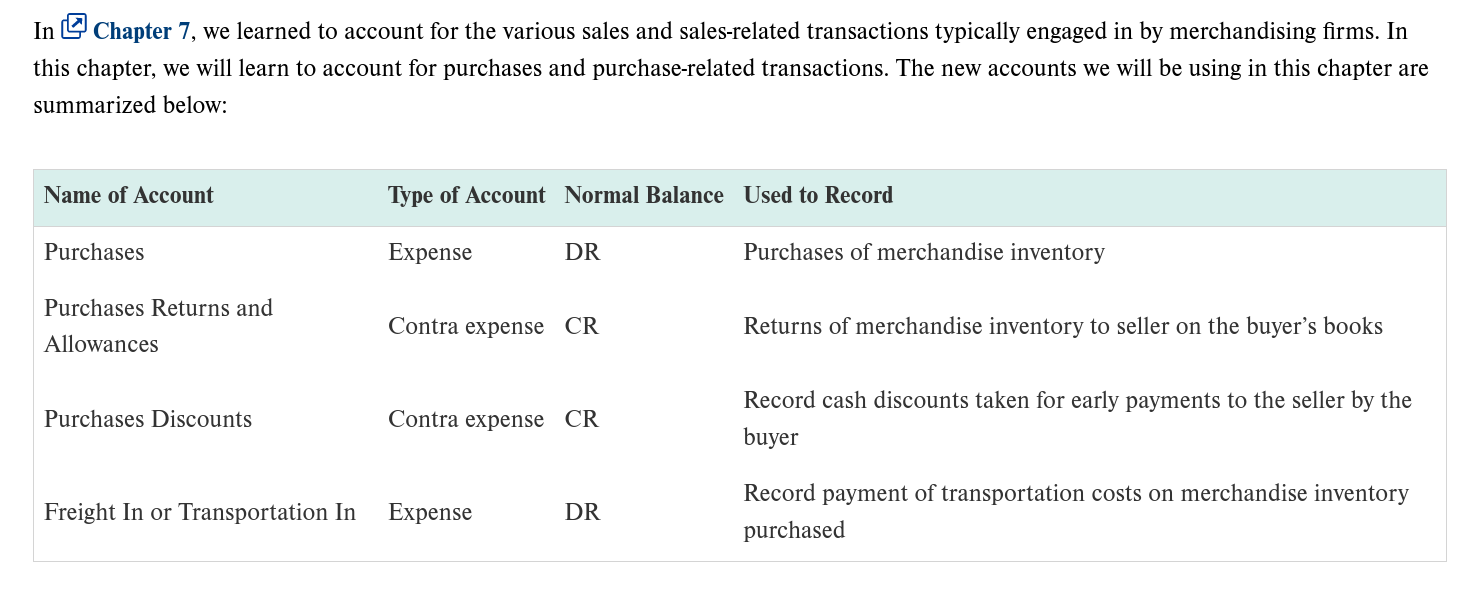 In Chapter 7, we learned to account for the various sales and sales-related transactions typically engaged in by merchandising firms. In
this chapter, we will learn to account for purchases and purchase-related transactions. The new accounts we will be using in this chapter are
summarized below:
Name of Account Type of Account Normal Balance Used to Record
Purchases Expense DR Purchases of merchandise inventory
Purchases Returns and
Allowances Contra expense CR Returns of merchandise inventory to seller on the buyer’s books
Purchases Discounts Contra expense CR Record cash discounts taken for early payments to the seller by the
buyer
Freight In or Transportation In Expense DR Record payment of transportation costs on merchandise inventory
purchased